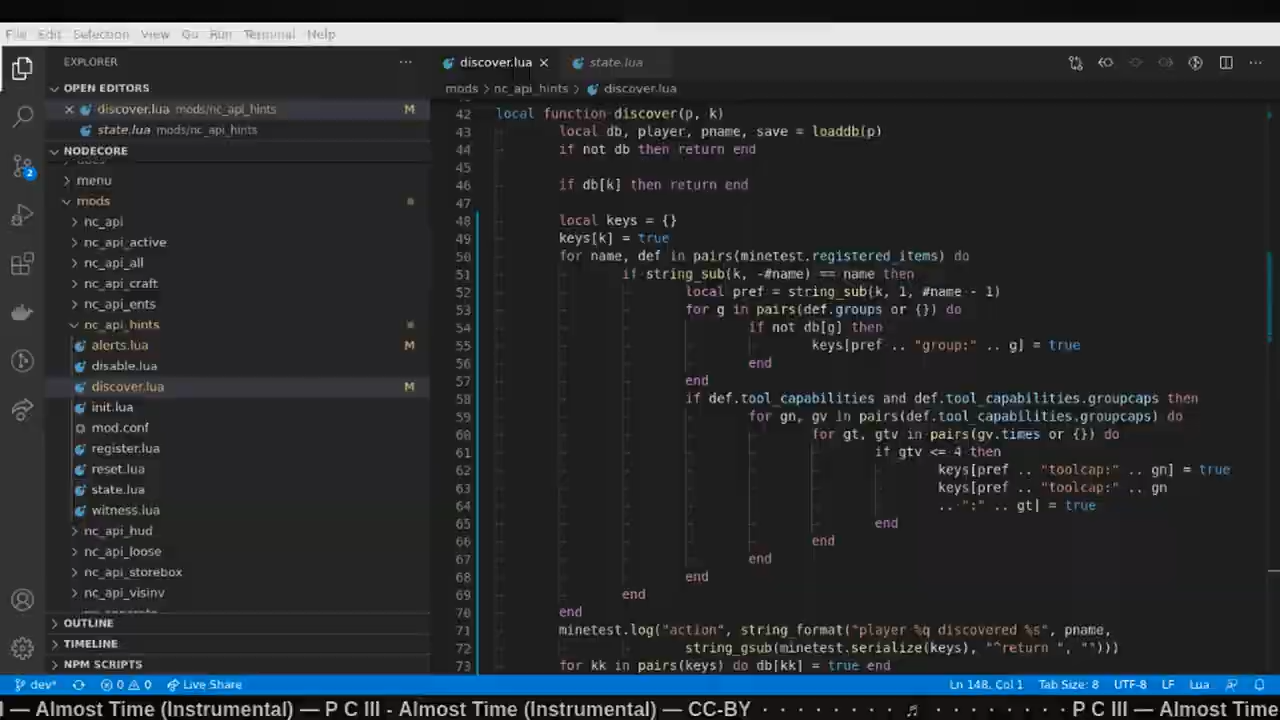 File Edit Selection View Go Run Terminal Help
EXPLORER
OPEN EDITORS
discover.lua mods/nc_api_hints M
state.lua mods/nc_api_hints
NODECORE
docs
menu
mods
nc_api
nc_api_active
nc_api_all
nc_api_craft
nc_api_ents
nc_api_hints
alerts.lua M
disable.lua
discover.lua M
init.lua
mod.conf
register.lua
reset.lua
state.lua
witness.lua
nc_api_hud
nc_api_loose
nc_api_storebox
nc_api_visinv
OUTLINE
TIMELINE
NPM SCRIPTS
2
discover.lua state.lua
mods > nc_api_hints > discover.lua
42 local function discover(p, k)
43 local db, player, pname, save = loaddb(p)
44 if not db then return end
45
46 if db[k] then return end
47
48 local keys = {}
49 keys[k] = true
50 for name, def in pairs(minetest.registered_items) do
51 if string_sub(k, -#name) == name then
52 local pref = string_sub(k, 1, #name - 1)
53 for g in pairs(def.groups or {}) do
54 if not db[g] then
55 keys[pref .. "group:" .. g] = true
56 end
57 end
58 if def.tool_capabilities and def.tool_capabilities.groupcaps then
59 for gn, gv in pairs(def.tool_capabilities.groupcaps) do
60 for gt, gtv in pairs(gv.times or {}) do
61 if gtv <= 4 then
62 keys[pref .. "toolcap:" .. gn] = true
63 keys[pref .. "toolcap:" .. gn
64 .. ":" .. gt] = true
65 end
66 end
67 end
68 end
69 end
70 end
71 minetest.log("action", string_format("player %q discovered %s", pname,
72 string_gsub(minetest.serialize(keys), "^return ", "")))
73 for kk in pairs(keys) do db[kk] = true end
dev* 0 0 Live Share Ln 148, Col 1 Tab Size: 8 UTF-8 LF Lua
l — Almost Time (Instrumental) — P C III - Almost Time (Instrumental) — CC-BY · · · · · · · · ♬ · · · · · · · · P C III — Almost Time